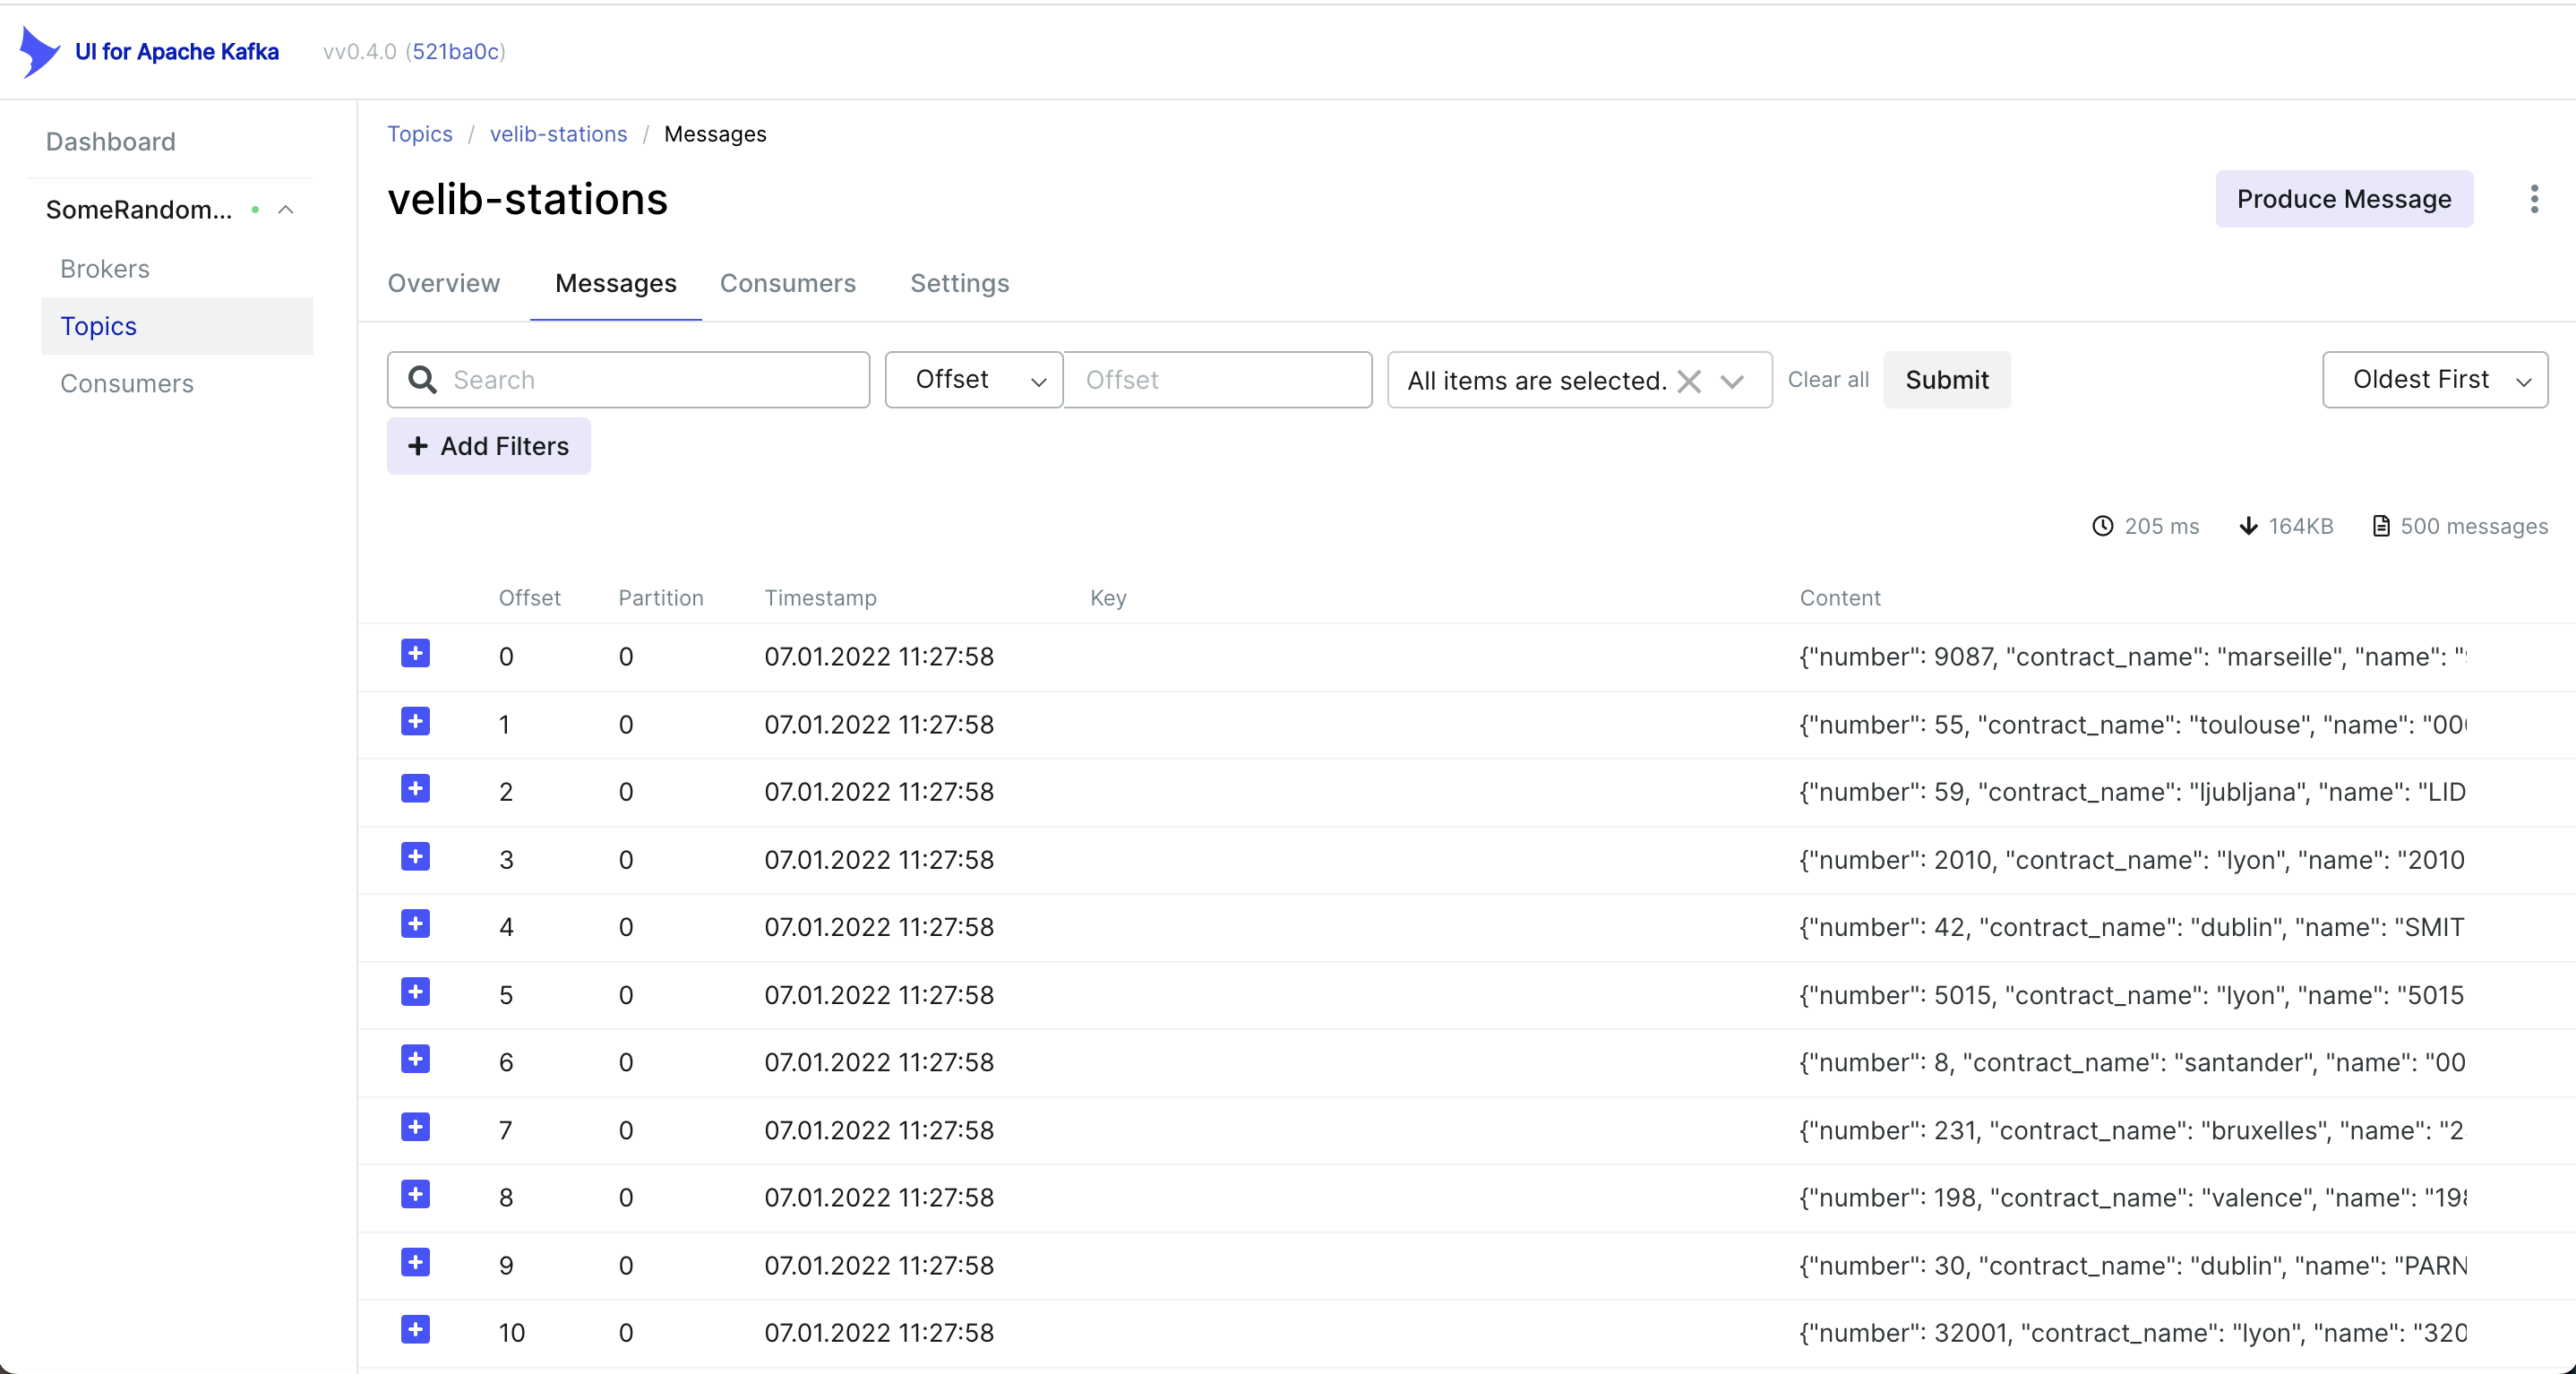 UI for Apache Kafka vv0.4.0 (521ba0c)
Dashboard
SomeRandom...
Brokers
Topics
Consumers
Topics / velib-stations / Messages
velib-stations
Produce Message
Overview Messages Consumers Settings
Search Offset Offset All items are selected. Clear all Submit Oldest First
Add Filters
205 ms 164KB 500 messages
Offset Partition Timestamp Key Content
0 0 07.01.2022 11:27:58 {"number": 9087, "contract_name": "marseille", "name": "
1 0 07.01.2022 11:27:58 {"number": 55, "contract_name": "toulouse", "name": "00
2 0 07.01.2022 11:27:58 {"number": 59, "contract_name": "ljubljana", "name": "LID
3 0 07.01.2022 11:27:58 {"number": 2010, "contract_name": "lyon", "name": "2010
4 0 07.01.2022 11:27:58 {"number": 42, "contract_name": "dublin", "name": "SMIT
5 0 07.01.2022 11:27:58 {"number": 5015, "contract_name": "lyon", "name": "5015
6 0 07.01.2022 11:27:58 {"number": 8, "contract_name": "santander", "name": "00
7 0 07.01.2022 11:27:58 {"number": 231, "contract_name": "bruxelles", "name": "2
8 0 07.01.2022 11:27:58 {"number": 198, "contract_name": "valence", "name": "198
9 0 07.01.2022 11:27:58 {"number": 30, "contract_name": "dublin", "name": "PARN
10 0 07.01.2022 11:27:58 {"number": 32001, "contract_name": "lyon", "name": "320